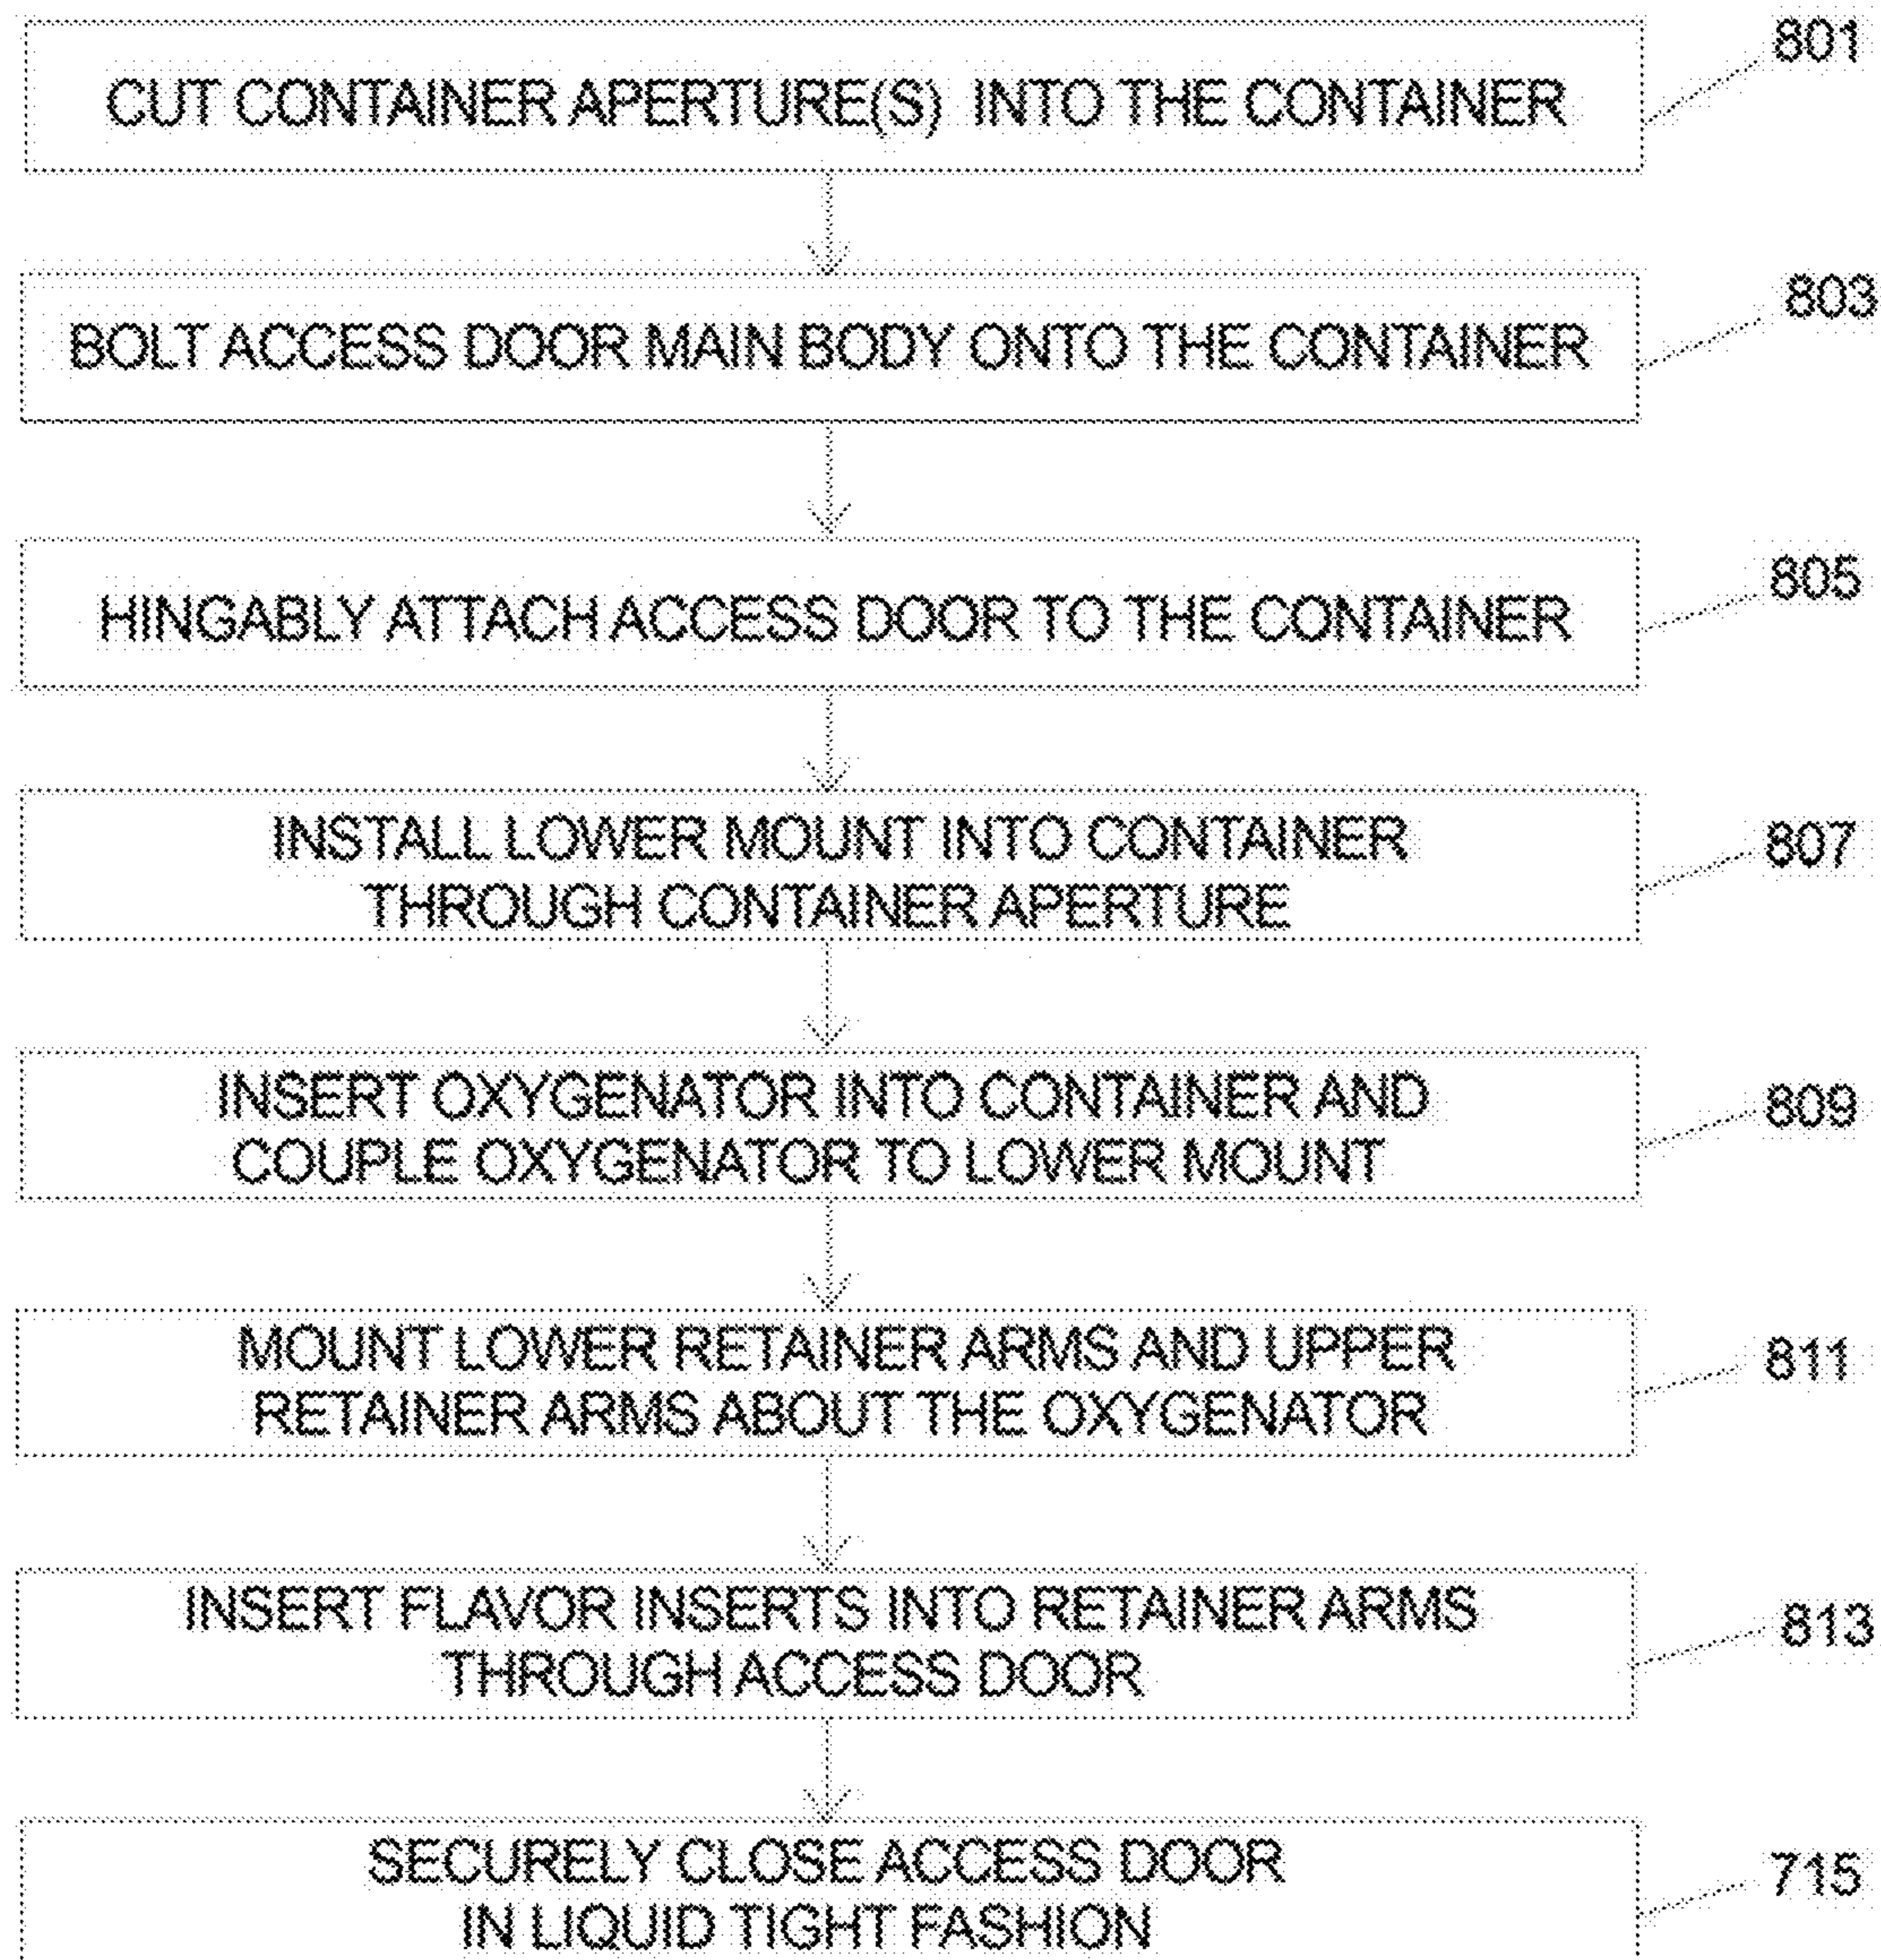 CUT CONTAINER APERTURE(S) INTO THE CONTAINER
801
BOLT ACCESS DOOR MAIN BODY ONTO THE CONTAINER
803
HINGABLY ATTACH ACCESS DOOR TO THE CONTAINER
805
INSTALL LOWER MOUNT INTO CONTAINER
THROUGH CONTAINER APERTURE
807
INSERT OXYGENATOR INTO CONTAINER AND
COUPLE OXYGENATOR TO LOWER MOUNT
809
MOUNT LOWER RETAINER ARMS AND UPPER
RETAINER ARMS ABOUT THE OXYGENATOR
811
INSERT FLAVOR INSERTS INTO RETAINER ARMS
THROUGH ACCESS DOOR
813
SECURELY CLOSE ACCESS DOOR
IN LIQUID TIGHT FASHION
715